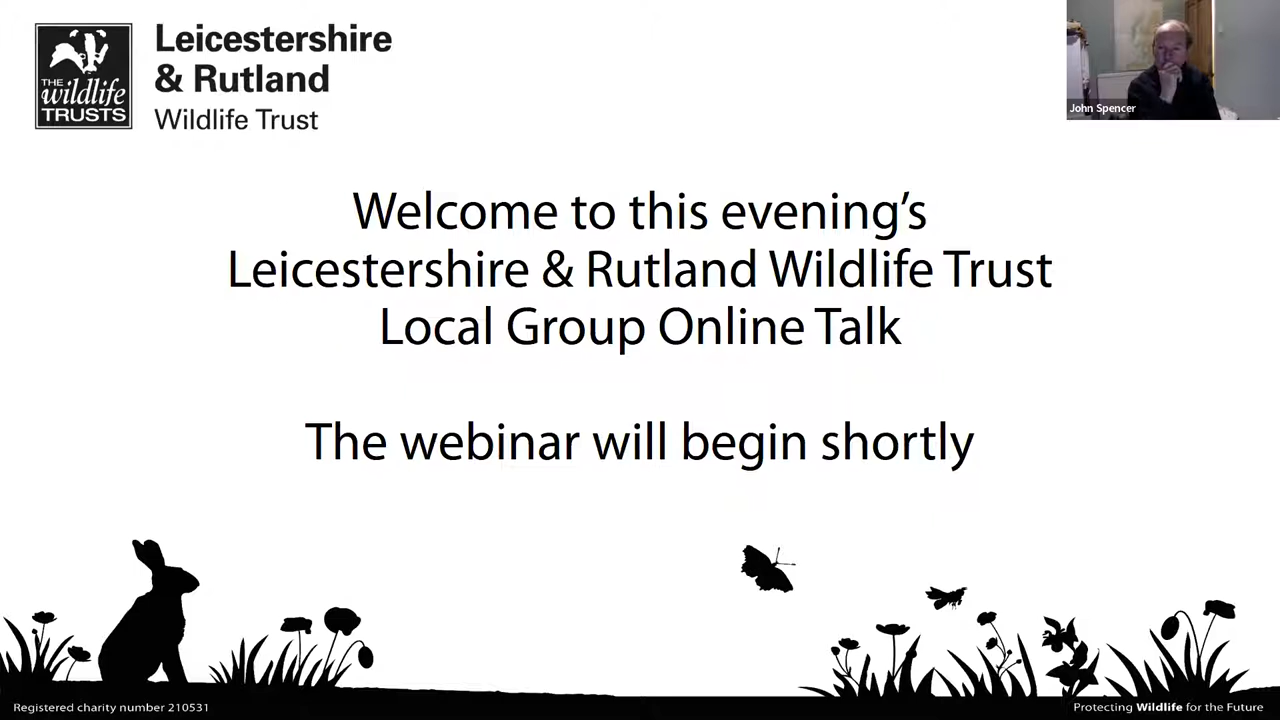 Leicestershire
& Rutland
Wildlife Trust
THE
wildlife
TRUSTS
John Spencer
Welcome to this evening’s
Leicestershire & Rutland Wildlife Trust
Local Group Online Talk
The webinar will begin shortly
Registered charity number 210531
Protecting Wildlife for the Future